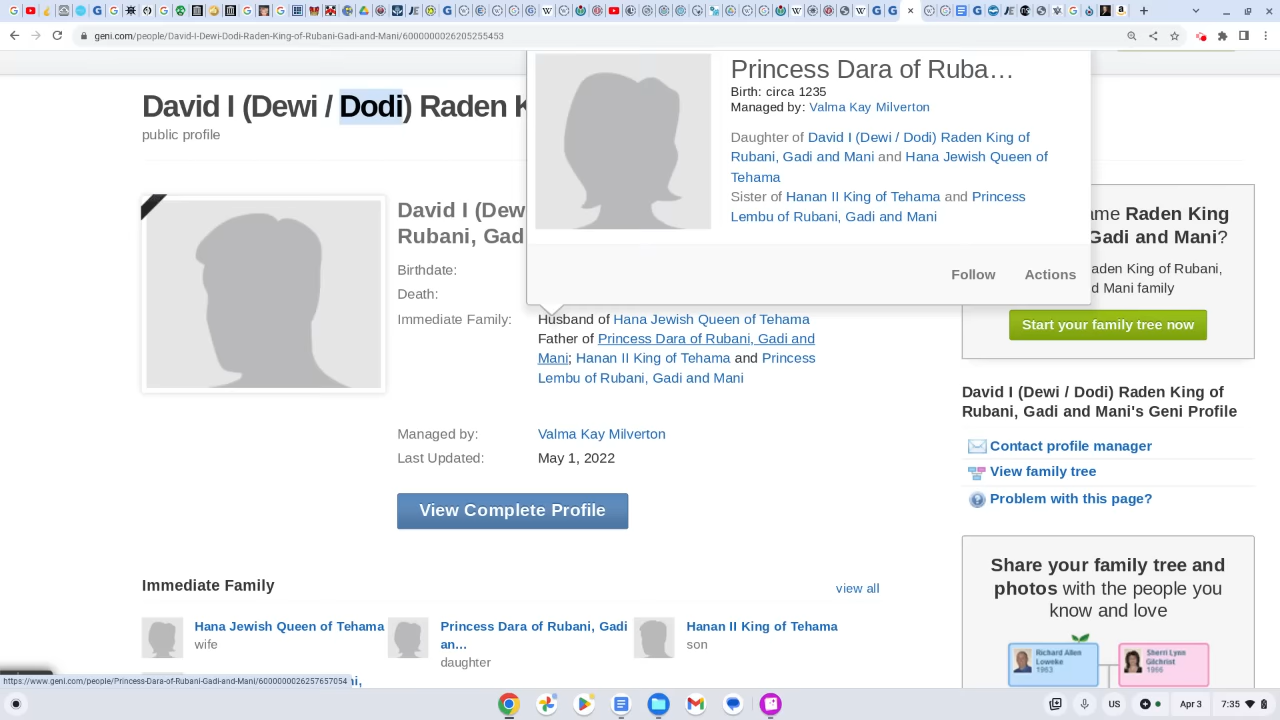 geni.com/people/David-I-Dewi-Dodi-Raden-King-of-Rubani-Gadi-and-Mani/6000000026205255453
David I (Dewi / Dodi) Raden K
public profile
Princess Dara of Ruba…
Birth: circa 1235
Managed by: Valma Kay Milverton
Daughter of David I (Dewi / Dodi) Raden King of
Rubani, Gadi and Mani and Hana Jewish Queen of
Tehama
Sister of Hanan II King of Tehama and Princess
Lembu of Rubani, Gadi and Mani
Follow
Actions
David I (Dew
Rubani, Gad
Birthdate:
Death:
Immediate Family:
Husband of Hana Jewish Queen of Tehama
Father of Princess Dara of Rubani, Gadi and
Mani; Hanan II King of Tehama and Princess
Lembu of Rubani, Gadi and Mani
Managed by:
Valma Kay Milverton
Last Updated:
May 1, 2022
View Complete Profile
Immediate Family
view all
Hana Jewish Queen of Tehama
wife
Princess Dara of Rubani, Gadi
an…
daughter
Hanan II King of Tehama
son
ame Raden King
Gadi and Mani?
aden King of Rubani,
d Mani family
Start your family tree now
David I (Dewi / Dodi) Raden King of
Rubani, Gadi and Mani's Geni Profile
Contact profile manager
View family tree
Problem with this page?
Share your family tree and
photos with the people you
know and love
Richard Allen
Loweke
1963
Sherri Lynn
Gilchrist
1966
https://www.geni.com/people/Princess-Dara-of-Rubani-Gadi-and-Mani/6000000026257657054
ni,
US
Apr 3
7:35